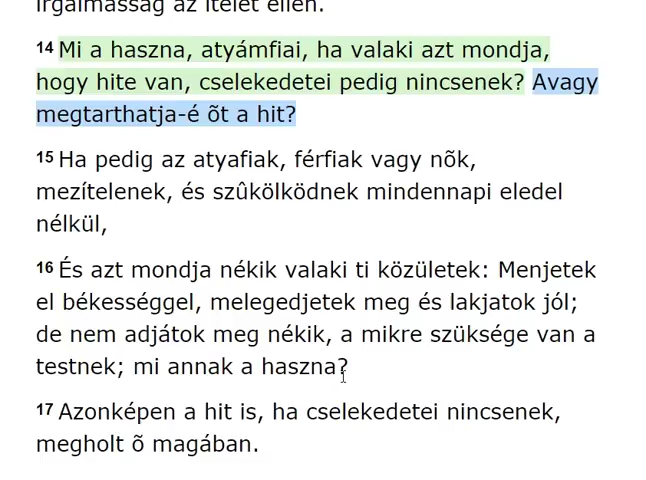 irgalmasság az ítélet ellen.
14 Mi a haszna, atyámfiai, ha valaki azt mondja,
hogy hite van, cselekedetei pedig nincsenek? Avagy
megtarthatja-é õt a hit?
15 Ha pedig az atyafiak, férfiak vagy nõk,
mezítelenek, és szûkölködnek mindennapi eledel
nélkül,
16 És azt mondja nékik valaki ti közületek: Menjetek
el békességgel, melegedjetek meg és lakjatok jól;
de nem adjátok meg nékik, a mikre szüksége van a
testnek; mi annak a haszna?
17 Azonképen a hit is, ha cselekedetei nincsenek,
megholt õ magában.